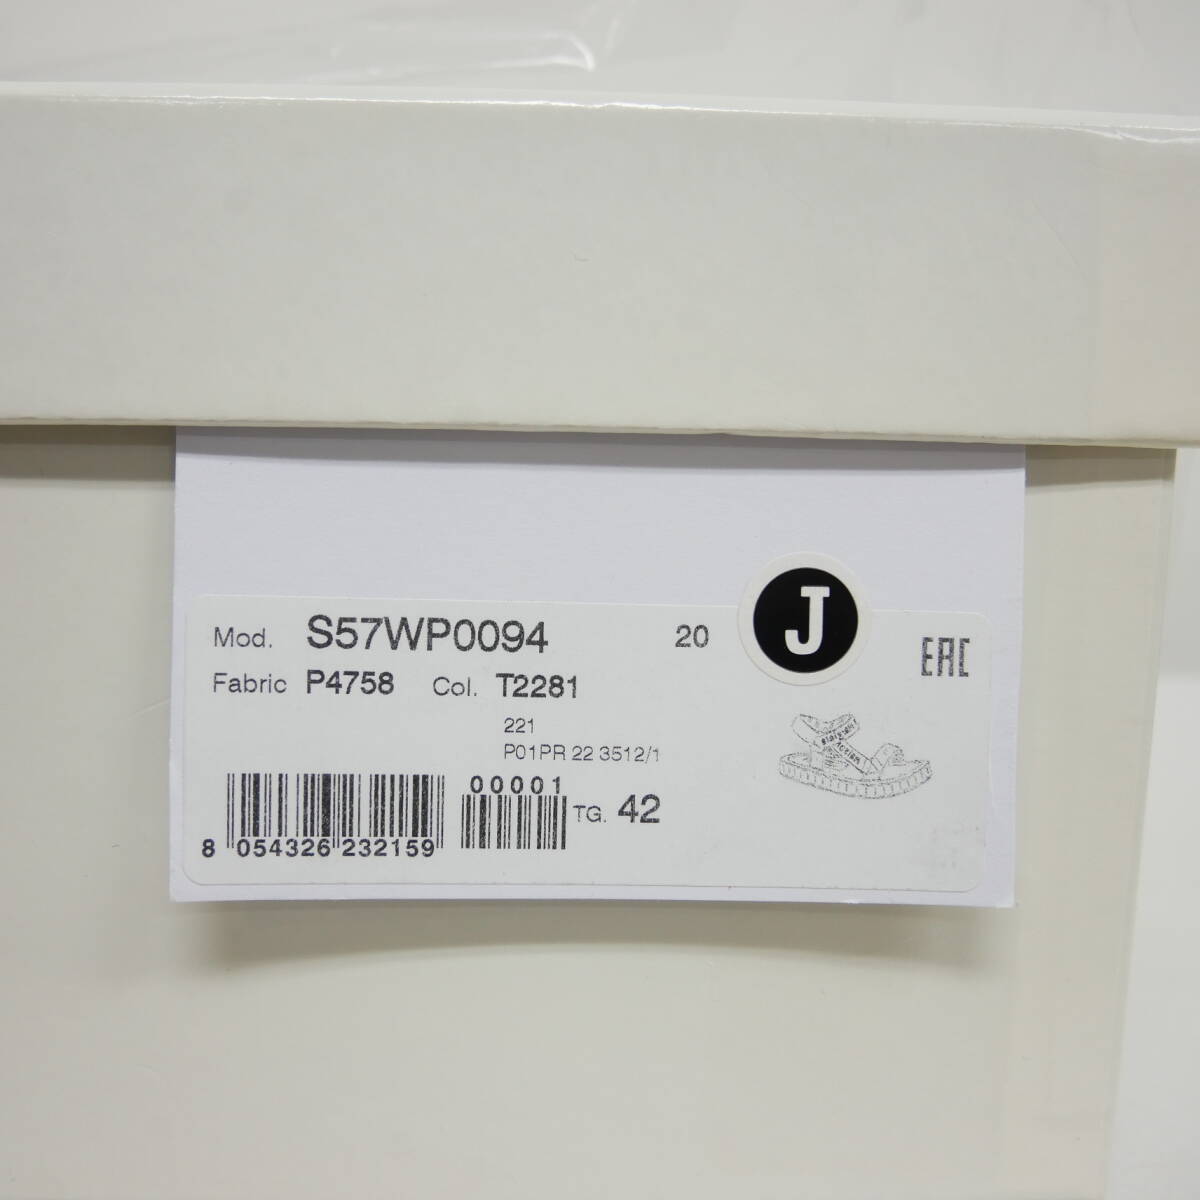 Mod. S57WP0094 20 J EAC
Fabric P4758 Col. T2281
221
P01PR 22 3512/1
00001
TG. 42
8 054326 232159